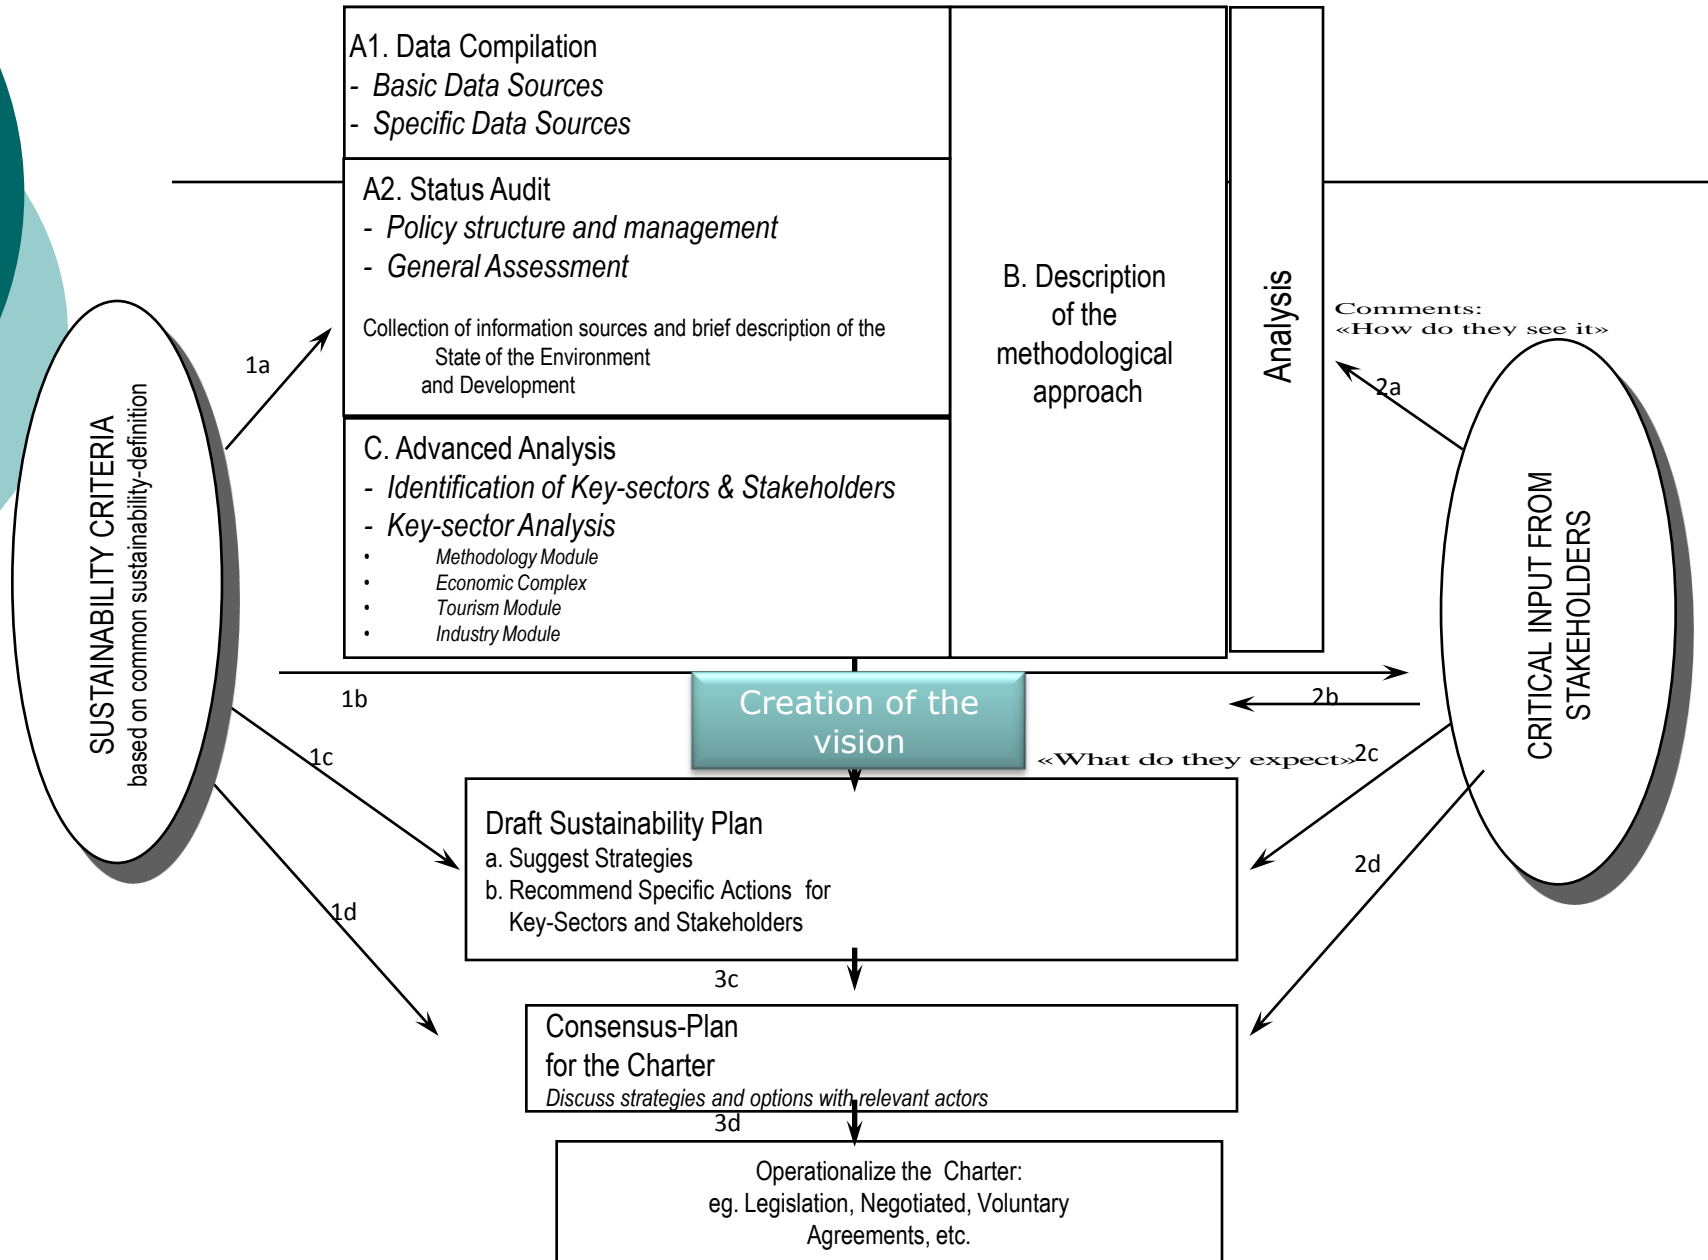 A1. Data Compilation
- Basic Data Sources
- Specific Data Sources
A2. Status Audit
- Policy structure and management
- General Assessment
Collection of information sources and brief description of the
State of the Environment
and Development
C. Advanced Analysis
- Identification of Key-sectors & Stakeholders
- Key-sector Analysis
• Methodology Module
• Economic Complex
• Tourism Module
• Industry Module
B. Description
of the
methodological
approach
Analysis
Comments:
«How do they see it»
SUSTAINABILITY CRITERIA
based on common sustainability-definition
CRITICAL INPUT FROM
STAKEHOLDERS
1a
2a
1b
2b
Creation of the
vision
«What do they expect»
1c
2c
Draft Sustainability Plan
a. Suggest Strategies
b. Recommend Specific Actions for
Key-Sectors and Stakeholders
1d
2d
3c
Consensus-Plan
for the Charter
Discuss strategies and options with relevant actors
3d
Operationalize the Charter:
eg. Legislation, Negotiated, Voluntary
Agreements, etc.